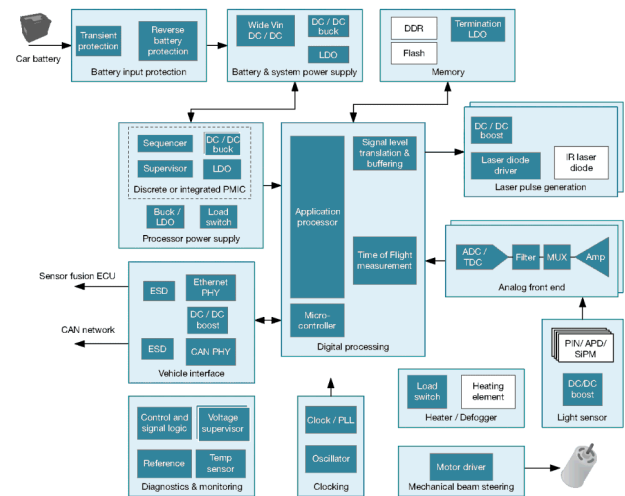 Car battery
Transient
protection
Reverse
battery
protection
Battery input protection
Wide Vin
DC / DC
DC / DC
buck
LDO
Battery & system power supply
DDR
Flash
Termination
LDO
Memory
Sequencer
DC / DC
buck
Supervisor
LDO
Discrete or integrated PMIC
Buck /
LDO
Load
switch
Processor power supply
Application
processor
Signal level
translation &
buffering
Time of Flight
measurement
Micro-
controller
Digital processing
DC / DC
boost
Laser diode
driver
IR laser
diode
Laser pulse generation
ADC /
TDC
Filter
MUX
Amp
Analog front end
Sensor fusion ECU
CAN network
ESD
Ethernet
PHY
DC / DC
boost
ESD
CAN PHY
Vehicle interface
PIN/ APD/
SiPM
DC/DC
boost
Light sensor
Load
switch
Heating
element
Heater / Defogger
Control and
signal logic
Voltage
supervisor
Reference
Temp
sensor
Diagnostics & monitoring
Clock / PLL
Oscillator
Clocking
Motor driver
Mechanical beam steering